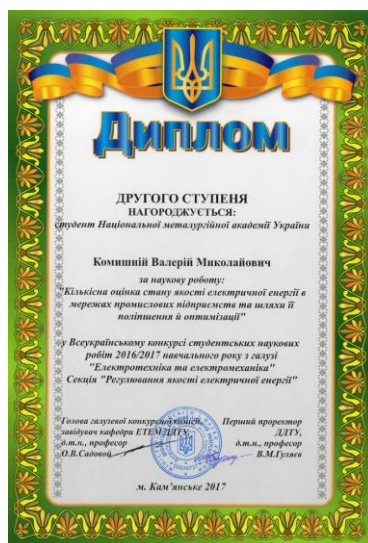 Диплом
ДРУГОГО СТУПЕНЯ
НАГОРОДЖУЄТЬСЯ:
студент Національної металургійної академії України
Комишній Валерій Миколайович
за наукову роботу:
"Кількісна оцінка стану якості електричної енергії в
мережах промислових підприємств та шляхи її
поліпшення й оптимізації"
у Всеукраїнському конкурсі студентських наукових
робіт 2016/2017 навчального року з галузі
"Електротехніка та електромеханіка"
Секція "Регулювання якості електричної енергії"
Голова галузевої конкурсної комісії,
завідувач кафедри ЕТЕМ ДДТУ,
д.т.н., професор
О.В.Садовой
Перший проректор
ДДТУ,
д.т.н., професор
В.М.Гуляєв
м. Кам'янське 2017